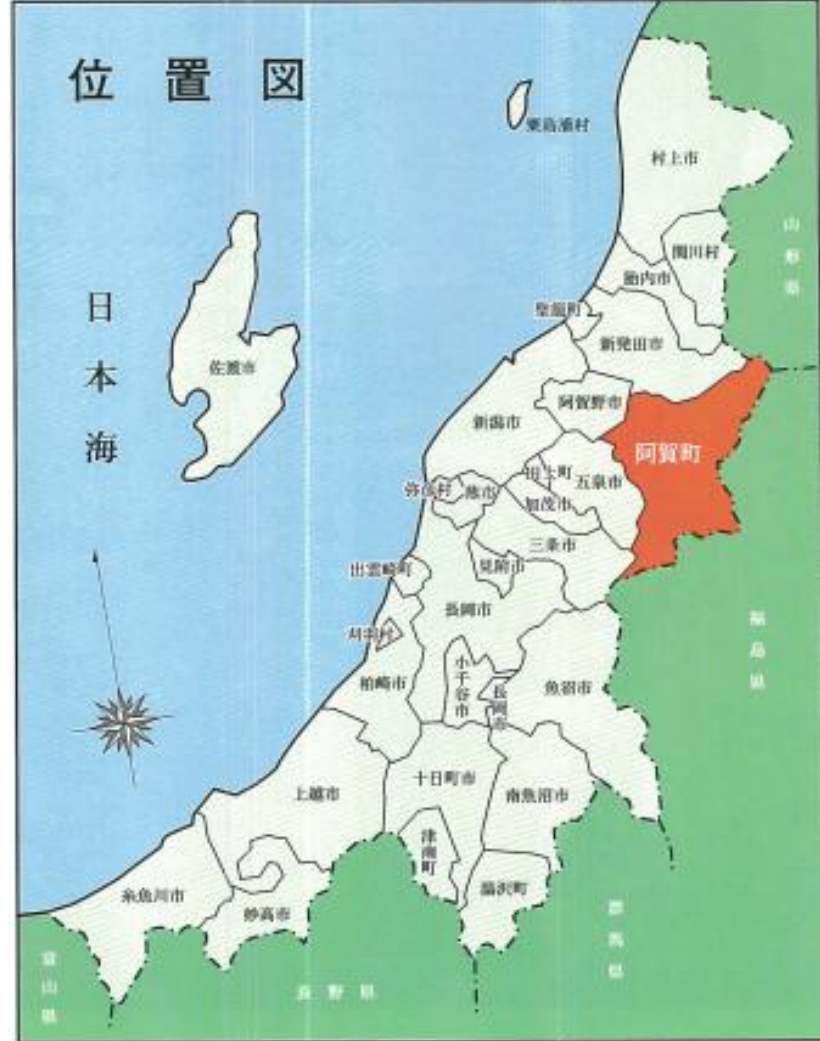 位置図
粟島浦村
村上市
山形県
関川村
胎内市
日本海
聖籠町
新発田市
佐渡市
阿賀野市
新潟市
阿賀町
田上町
五泉市
弥彦村
燕市
加茂市
三条市
見附市
出雲崎町
長岡市
刈羽村
福島県
小千谷市
長岡市
魚沼市
柏崎市
十日町市
上越市
南魚沼市
津南町
湯沢町
糸魚川市
妙高市
群馬県
富山県
長野県